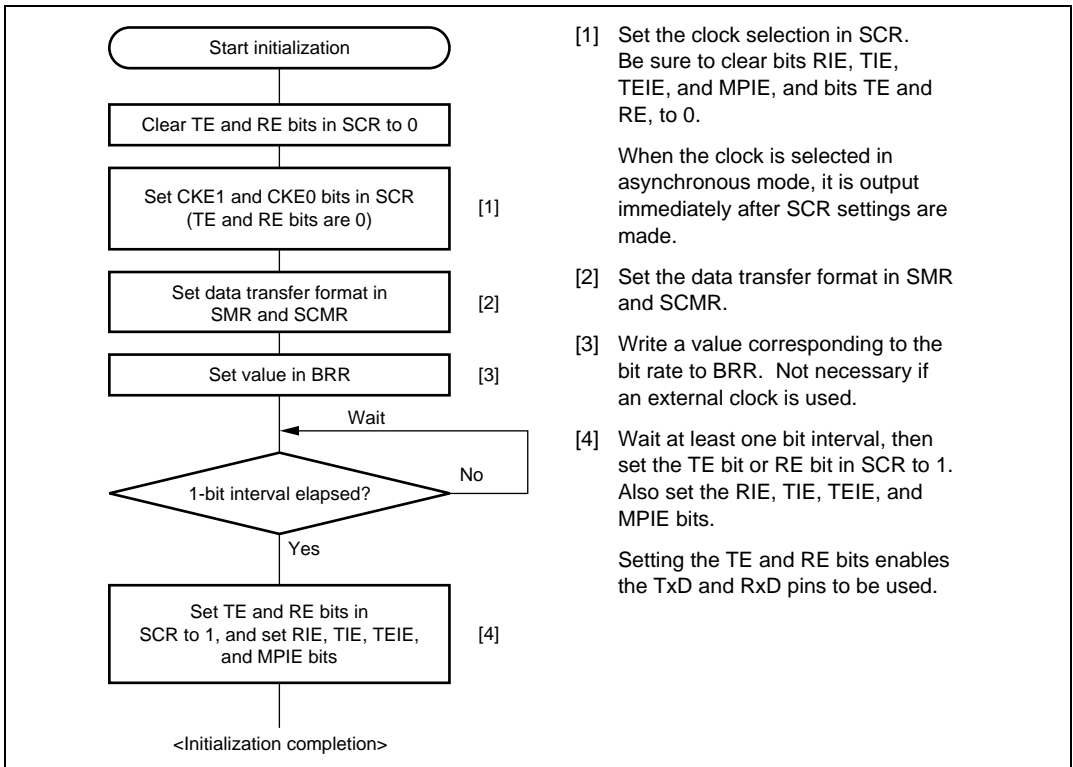 Start initialization
Clear TE and RE bits in SCR to 0
Set CKE1 and CKE0 bits in SCR
(TE and RE bits are 0)
[1]
Set data transfer format in
SMR and SCMR
[2]
Set value in BRR
[3]
Wait
1-bit interval elapsed?
No
Yes
Set TE and RE bits in
SCR to 1, and set RIE, TIE, TEIE,
and MPIE bits
[4]
<Initialization completion>
[1] Set the clock selection in SCR.
Be sure to clear bits RIE, TIE,
TEIE, and MPIE, and bits TE and
RE, to 0.
When the clock is selected in
asynchronous mode, it is output
immediately after SCR settings are
made.
[2] Set the data transfer format in SMR
and SCMR.
[3] Write a value corresponding to the
bit rate to BRR. Not necessary if
an external clock is used.
[4] Wait at least one bit interval, then
set the TE bit or RE bit in SCR to 1.
Also set the RIE, TIE, TEIE, and
MPIE bits.
Setting the TE and RE bits enables
the TxD and RxD pins to be used.